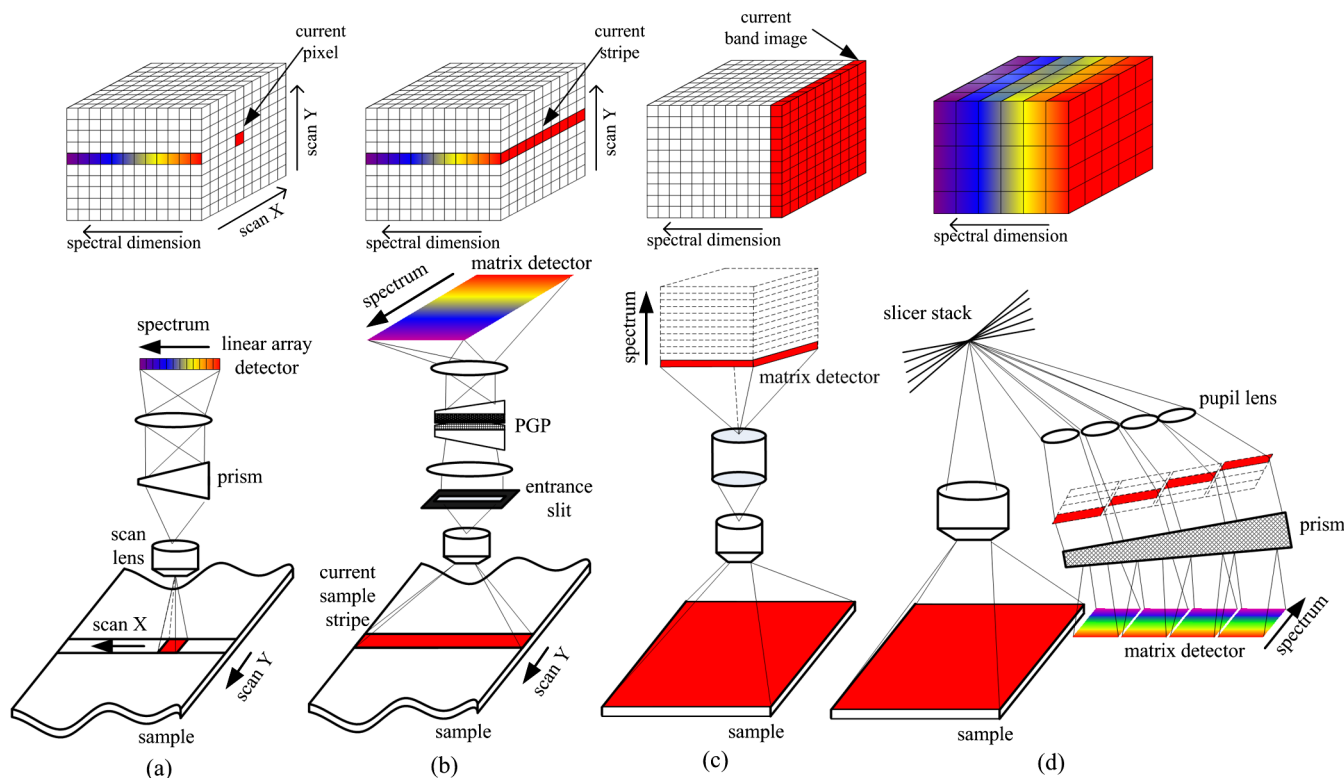 current
pixel
scan Y
scan X
spectral dimension
current
stripe
scan Y
spectral dimension
current
band image
spectral dimension
spectral dimension
spectrum
linear array
detector
prism
scan
lens
scan X
scan Y
sample
(a)
matrix detector
spectrum
PGP
entrance
slit
current
sample
stripe
scan Y
sample
(b)
spectrum
matrix detector
sample
(c)
slicer stack
pupil lens
prism
spectrum
matrix detector
sample
(d)